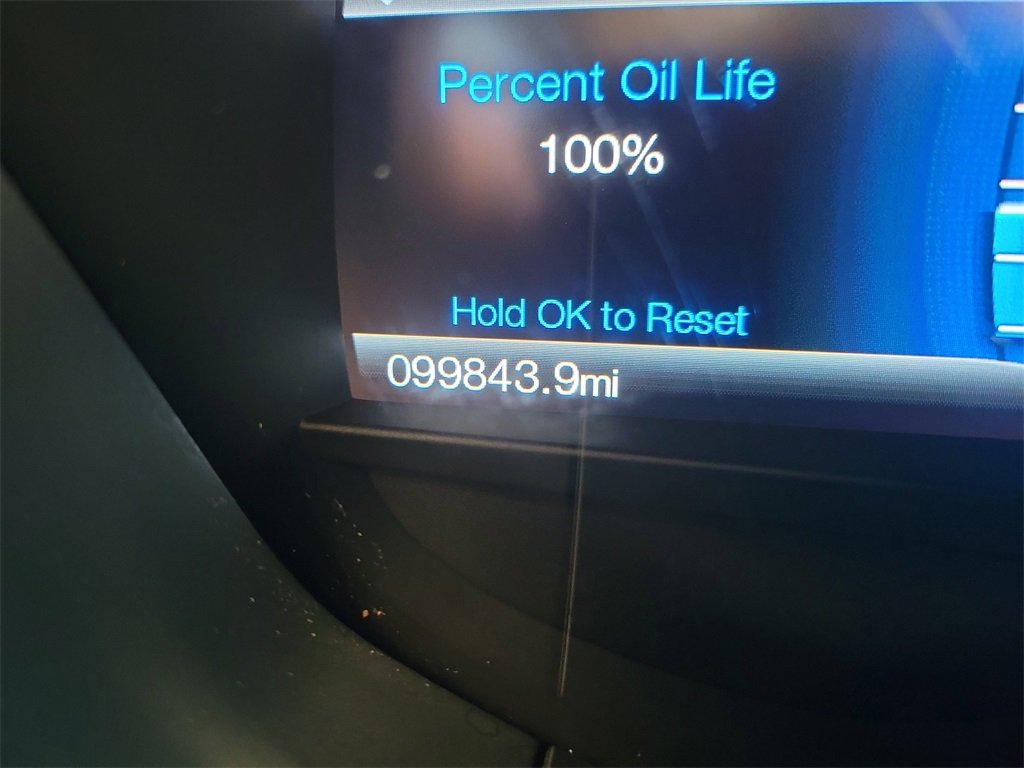 Percent Oil Life
100%
Hold OK to Reset
099843.9mi